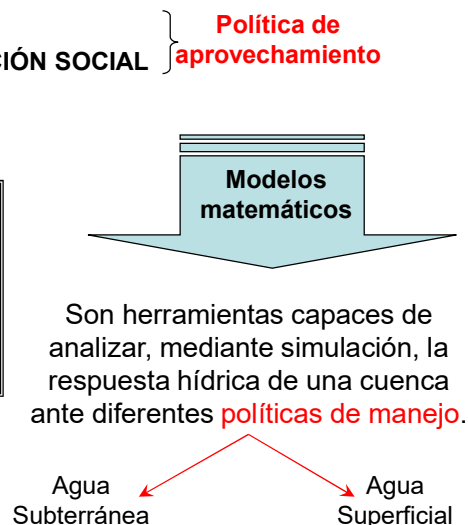 Política de
CIÓN SOCIAL aprovechamiento
Modelos
matemáticos
Son herramientas capaces de
analizar, mediante simulación, la
respuesta hídrica de una cuenca
ante diferentes políticas de manejo.
Agua Agua
Subterránea Superficial